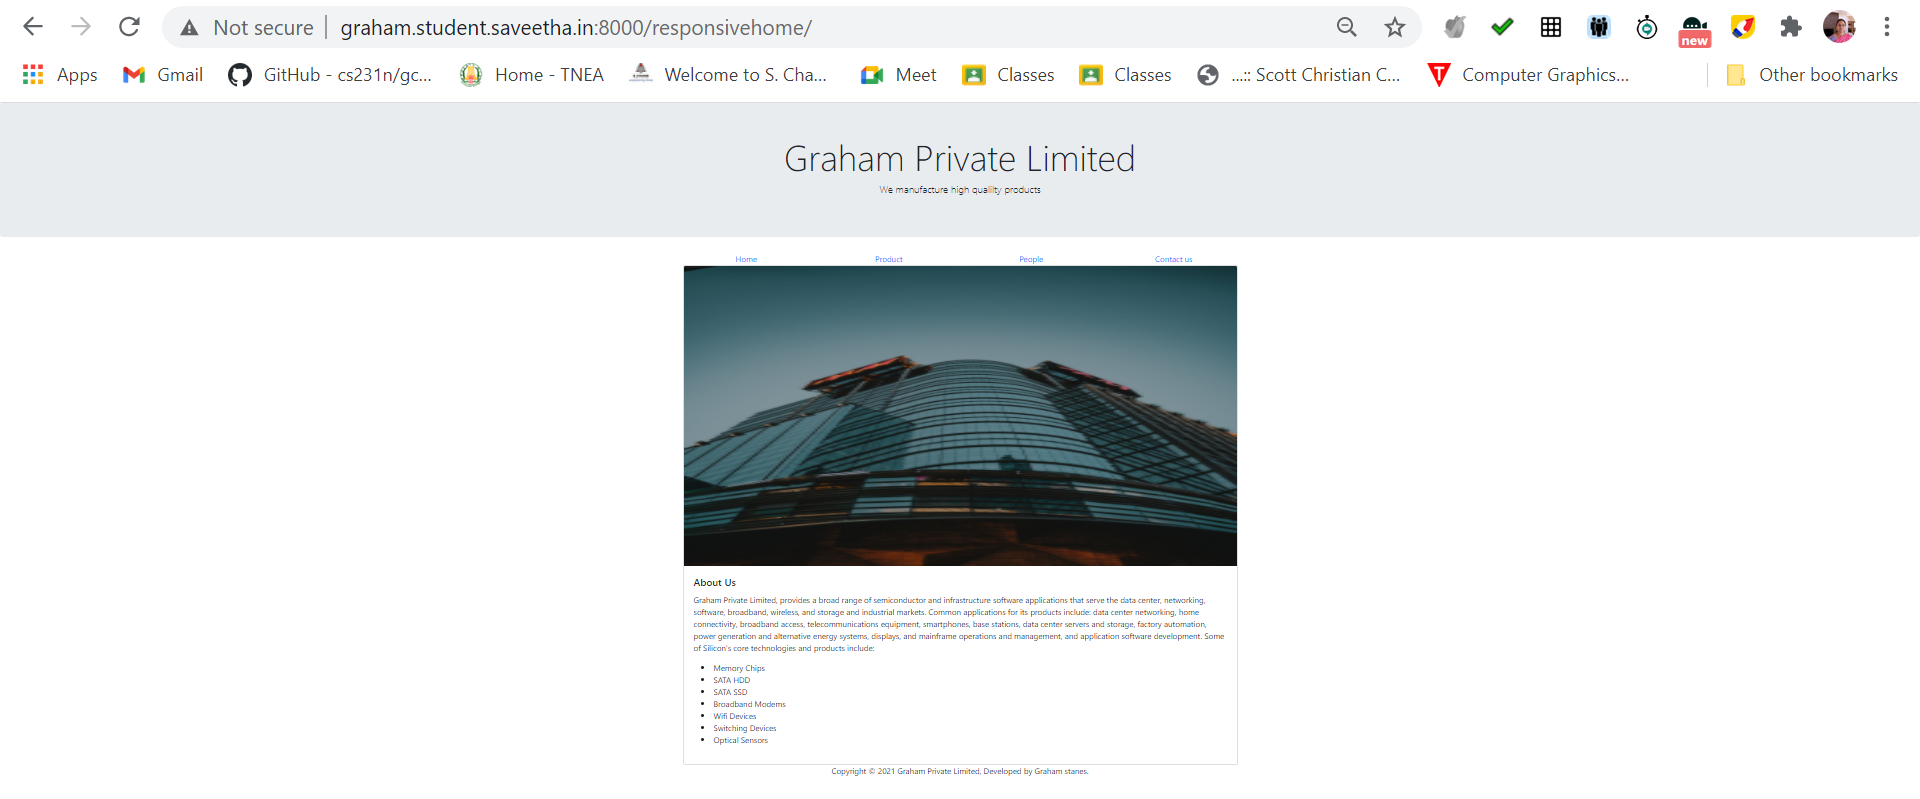 Not secure | graham.student.saveetha.in:8000/responsivehome/
new
Apps Gmail GitHub - cs231n/gc... Home - TNEA Welcome to S. Cha... Meet Classes Classes ...:: Scott Christian C... Computer Graphics... Other bookmarks
Graham Private Limited
We manufacture high qualilty products
Home Product People Contact us
About Us
Graham Private Limited, provides a broad range of semiconductor and infrastructure software applications that serve the data center, networking,
software, broadband, wireless, and storage and industrial markets. Common applications for its products include: data center networking, home
connectivity, broadband access, telecommunications equipment, smartphones, base stations, data center servers and storage, factory automation,
power generation and alternative energy systems, displays, and mainframe operations and management, and application software development. Some
of Silicon's core technologies and products include:
Memory Chips
SATA HDD
SATA SSD
Broadband Modems
Wifi Devices
Switching Devices
Optical Sensors
Copyright © 2021 Graham Private Limited, Developed by Graham stanes.